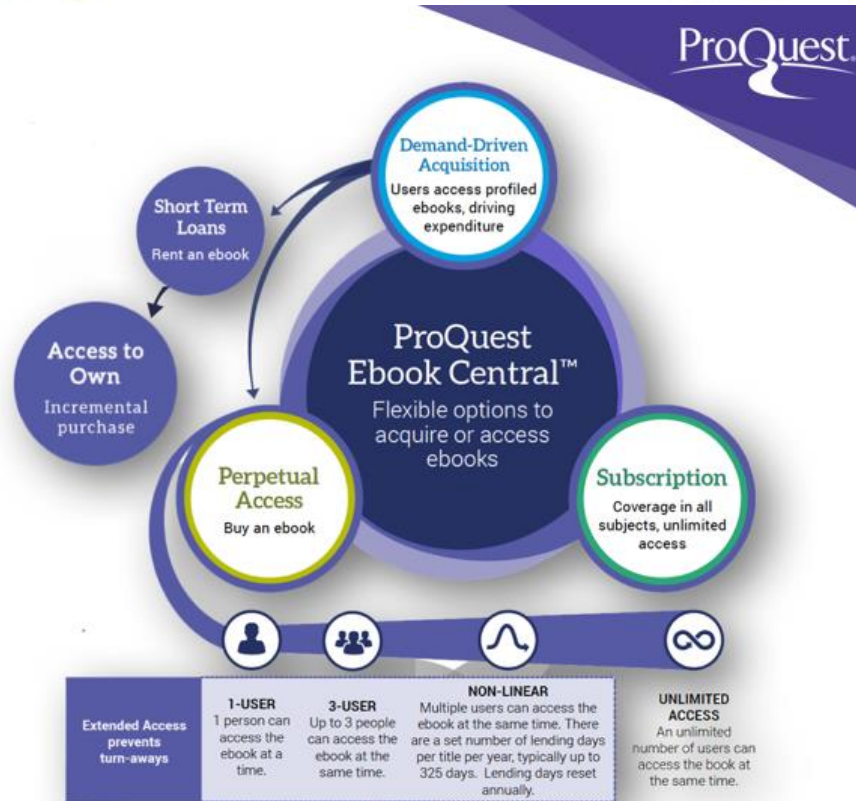 ProQuest®
Demand-Driven
Acquisition
Users access profiled
ebooks, driving
expenditure
Short Term
Loans
Rent an ebook
Access to
Own
Incremental
purchase
ProQuest
Ebook Central™
Flexible options to
acquire or access
ebooks
Perpetual
Access
Buy an ebook
Subscription
Coverage in all
subjects, unlimited
access
Extended Access
prevents
turn-aways
1-USER
1 person can
access the
ebook at a
time.
3-USER
Up to 3 people
can access the
ebook at the
same time.
NON-LINEAR
Multiple users can access the
ebook at the same time. There
are a set number of lending days
per title per year, typically up to
325 days. Lending days reset
annually.
UNLIMITED
ACCESS
An unlimited
number of users can
access the book at
the same time.